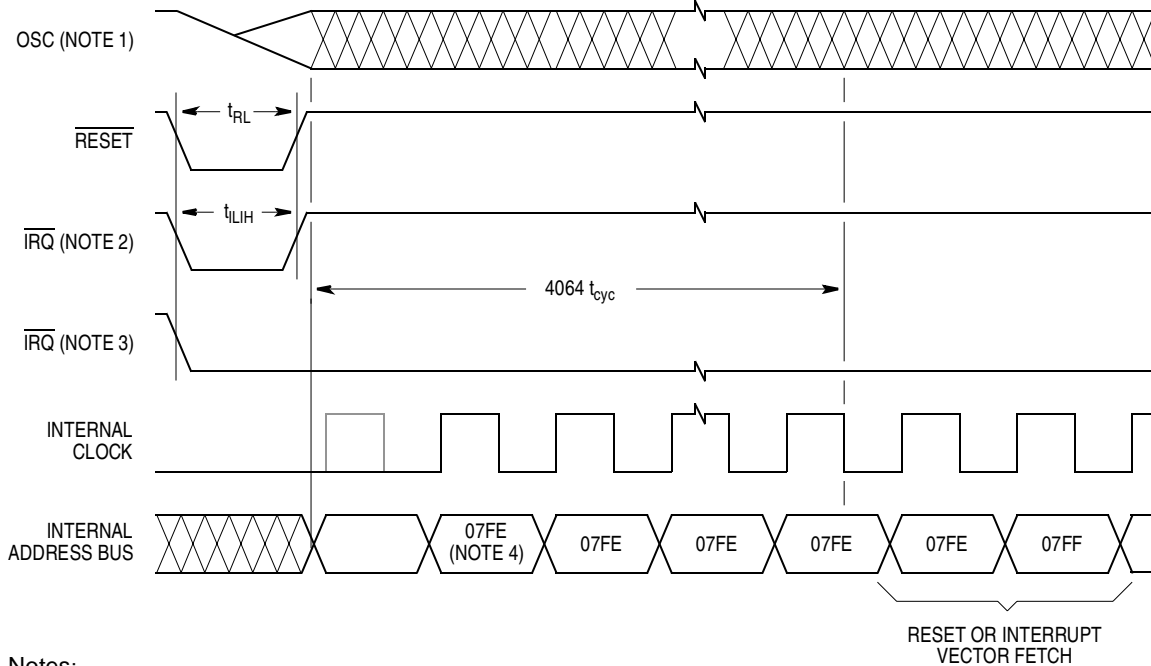 OSC (NOTE 1)
RESET
t_RL
IRQ (NOTE 2)
t_ILIH
4064 t_cyc
IRQ (NOTE 3)
INTERNAL
CLOCK
INTERNAL
ADDRESS BUS
07FE
(NOTE 4)
07FE
07FE
07FE
07FE
07FF
RESET OR INTERRUPT
VECTOR FETCH
Notes: